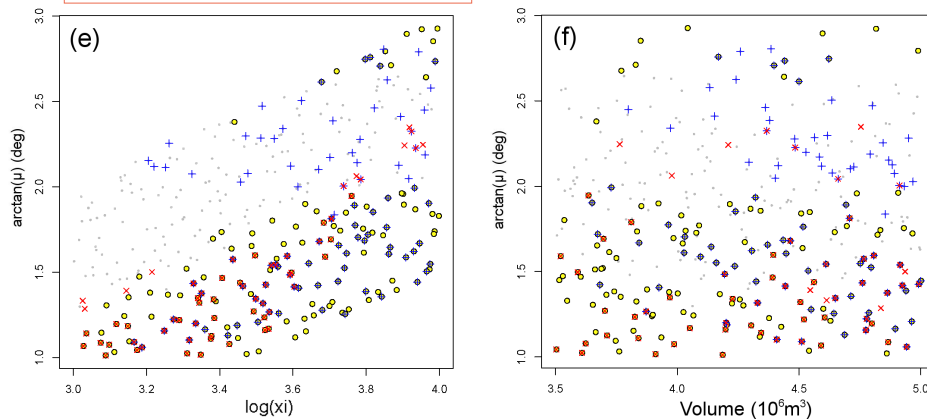 (e)
arctan(μ) (deg)
3.0
2.5
2.0
1.5
1.0
3.0 3.2 3.4 3.6 3.8 4.0
log(xi)
(f)
arctan(μ) (deg)
3.0
2.5
2.0
1.5
1.0
3.5 4.0 4.5 5.0
Volume (10⁶m³)